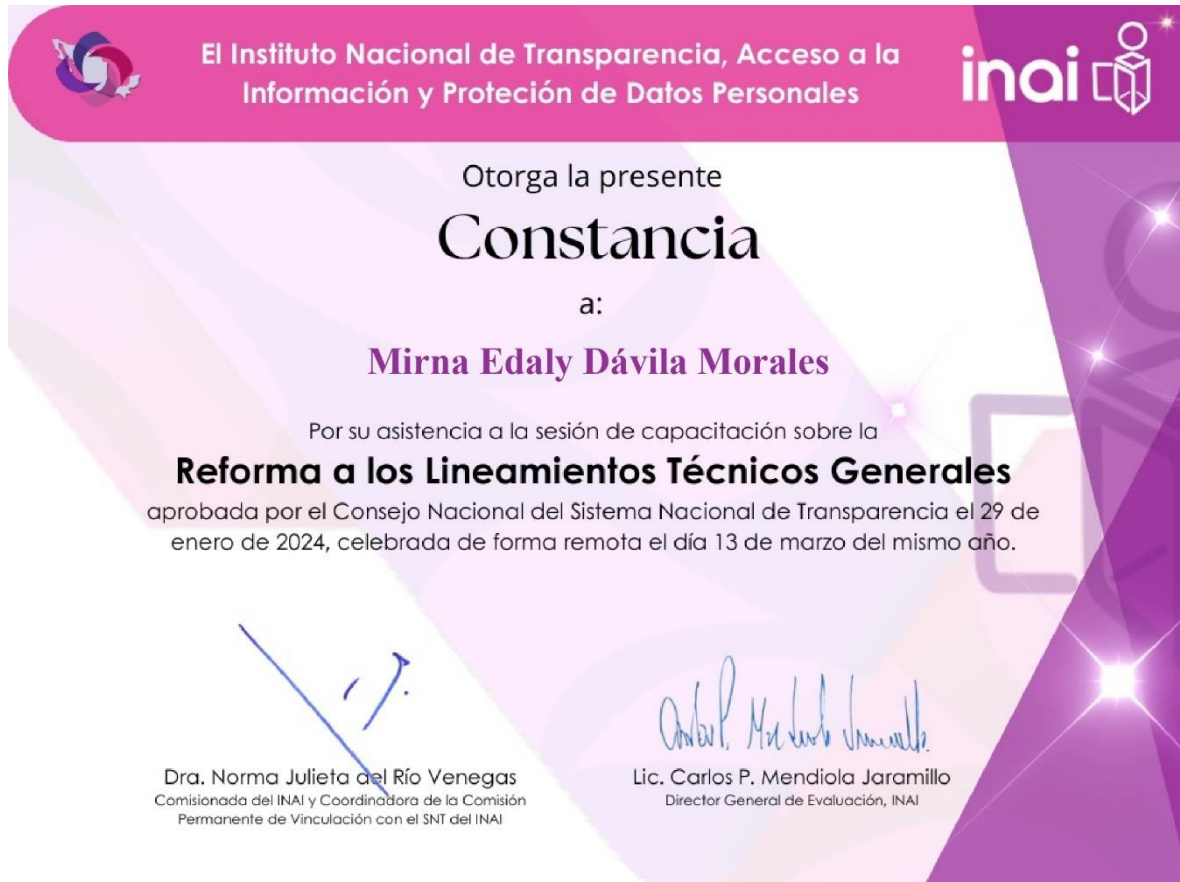 El Instituto Nacional de Transparencia, Acceso a la
Información y Proteción de Datos Personales
inai
Otorga la presente
Constancia
a:
Mirna Edaly Dávila Morales
Por su asistencia a la sesión de capacitación sobre la
Reforma a los Lineamientos Técnicos Generales
aprobada por el Consejo Nacional del Sistema Nacional de Transparencia el 29 de
enero de 2024, celebrada de forma remota el día 13 de marzo del mismo año.
Dra. Norma Julieta del Río Venegas
Comisionada del INAI y Coordinadora de la Comisión
Permanente de Vinculación con el SNT del INAI
Lic. Carlos P. Mendiola Jaramillo
Director General de Evaluación, INAI